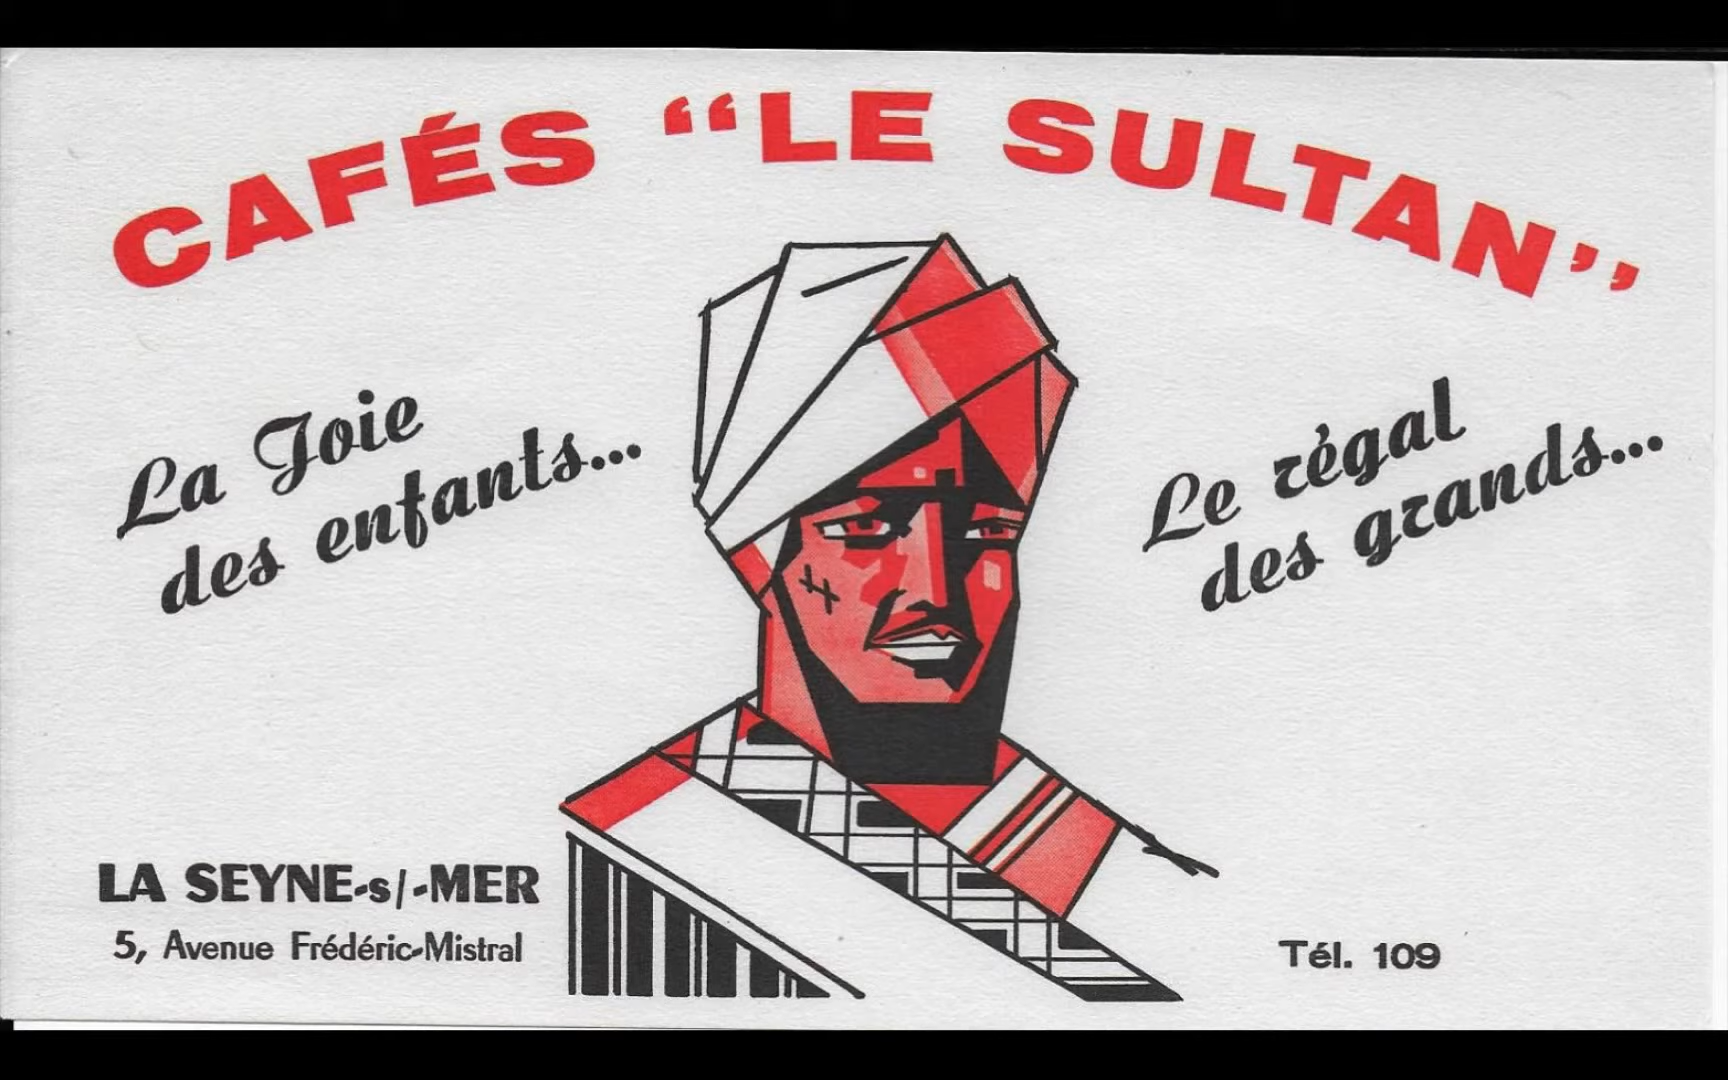 CAFÉS “LE SULTAN”
La Joie
des enfants...
Le régal
des grands...
LA SEYNE-s/-MER
5, Avenue Frédéric-Mistral
Tél. 109